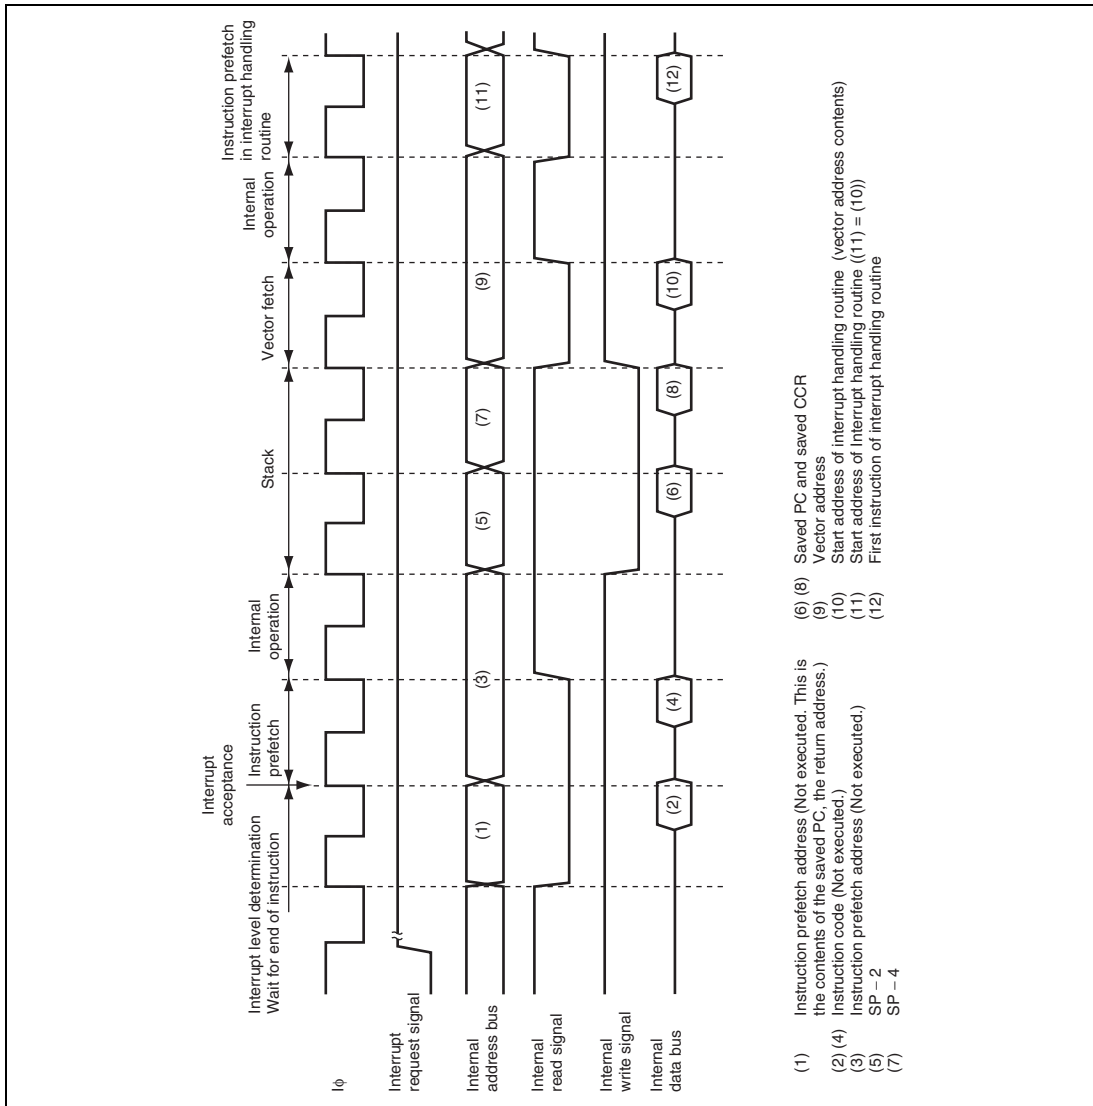 Interrupt
acceptance
Interrupt level determination
Wait for end of instruction
Instruction
prefetch
Internal
operation
Stack
Vector fetch
Internal
operation
Instruction prefetch
in interrupt handling
routine
Iφ
Interrupt
request signal
Internal
address bus
(1)
(3)
(5)
(7)
(9)
(11)
Internal
read signal
Internal
write signal
Internal
data bus
(2)
(4)
(6)
(8)
(10)
(12)
(1) Instruction prefetch address (Not executed. This is
the contents of the saved PC, the return address.)
(2) (4) Instruction code (Not executed.)
(3) Instruction prefetch address (Not executed.)
(5) SP – 2
(7) SP – 4
(6) (8) Saved PC and saved CCR
(9) Vector address
(10) Start address of interrupt handling routine (vector address contents)
(11) Start address of Interrupt handling routine ((11) = (10))
(12) First instruction of interrupt handling routine